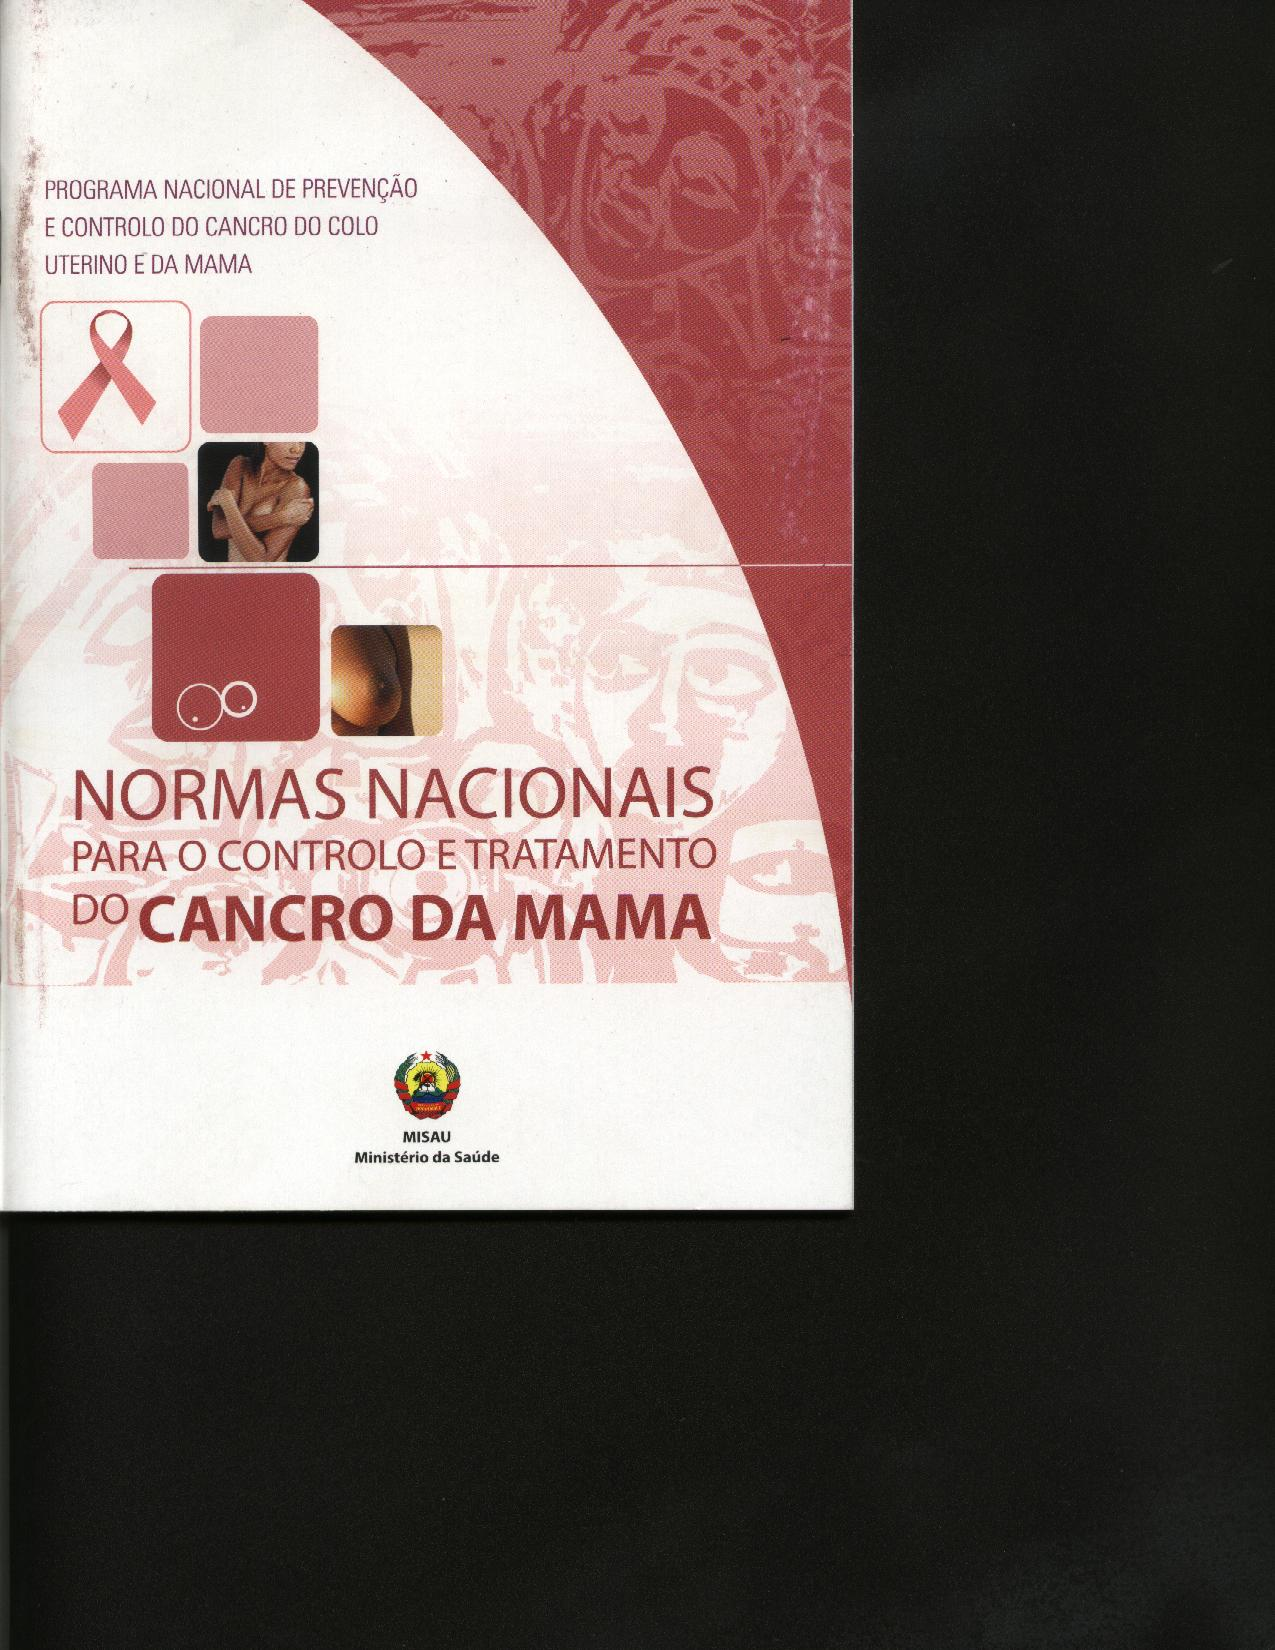 PROGRAMA NACIONAL DE PREVENÇÃO
E CONTROLO DO CANCRO DO COLO
UTERINO E DA MAMA
NORMAS NACIONAIS
PARA O CONTROLO E TRATAMENTO
DO CANCRO DA MAMA
MISAU
Ministério da Saúde